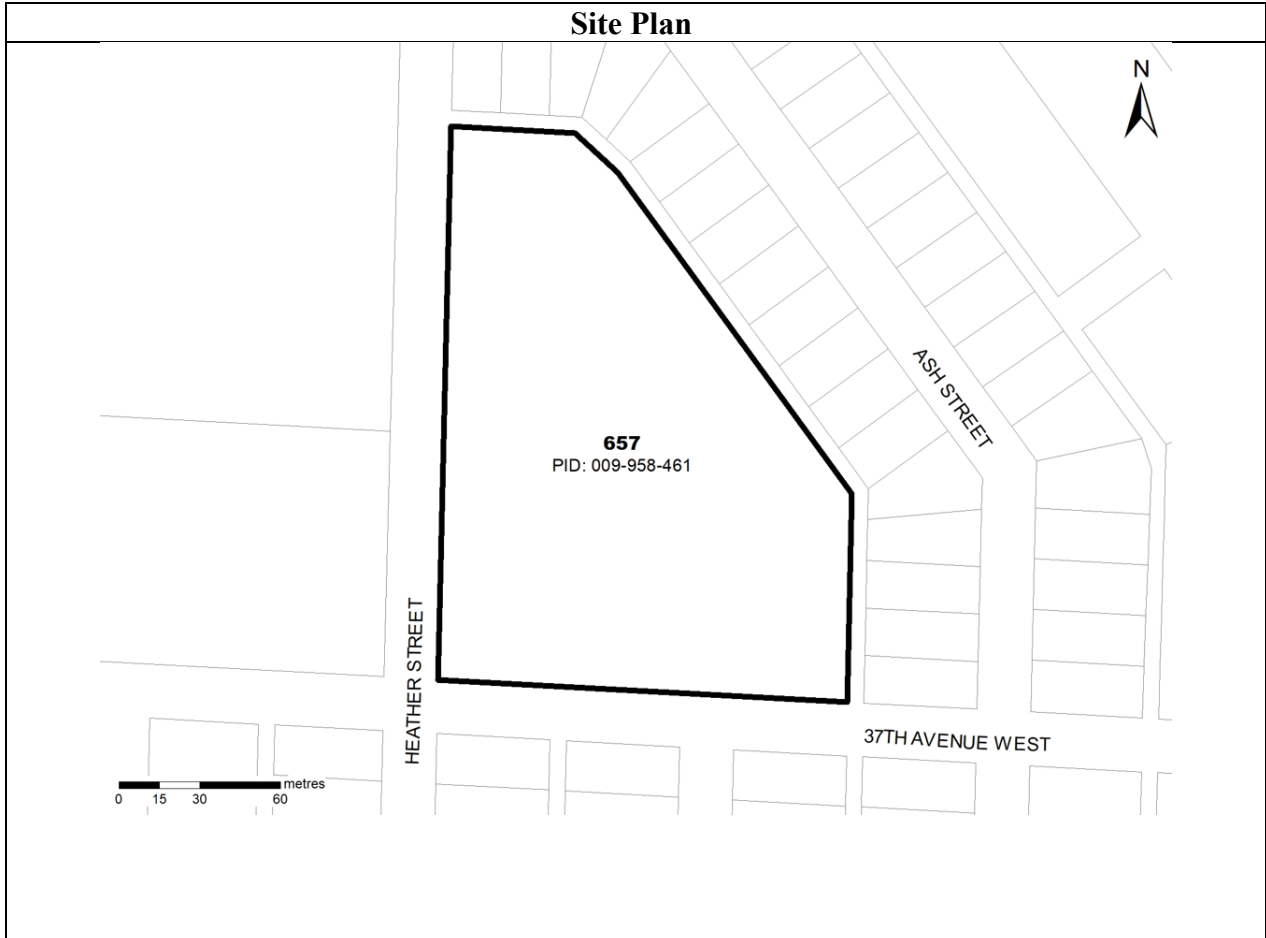 Site Plan
N
ASH STREET
657
PID: 009-958-461
HEATHER STREET
37TH AVENUE WEST
metres
0 15 30 60